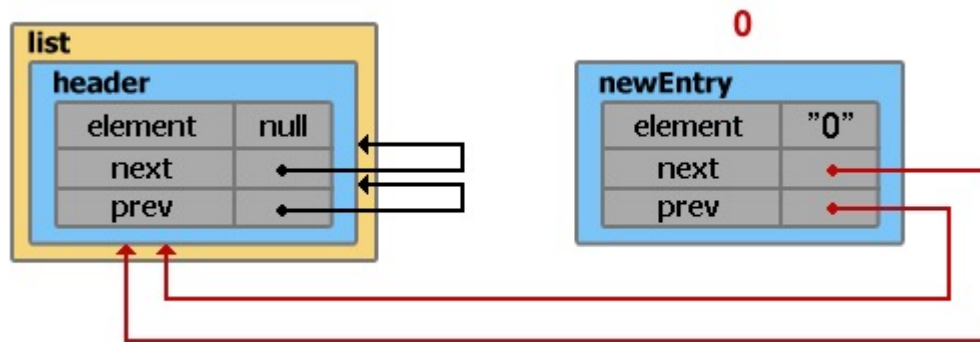 0
list
header
element null
next
prev
newEntry
element "0"
next
prev